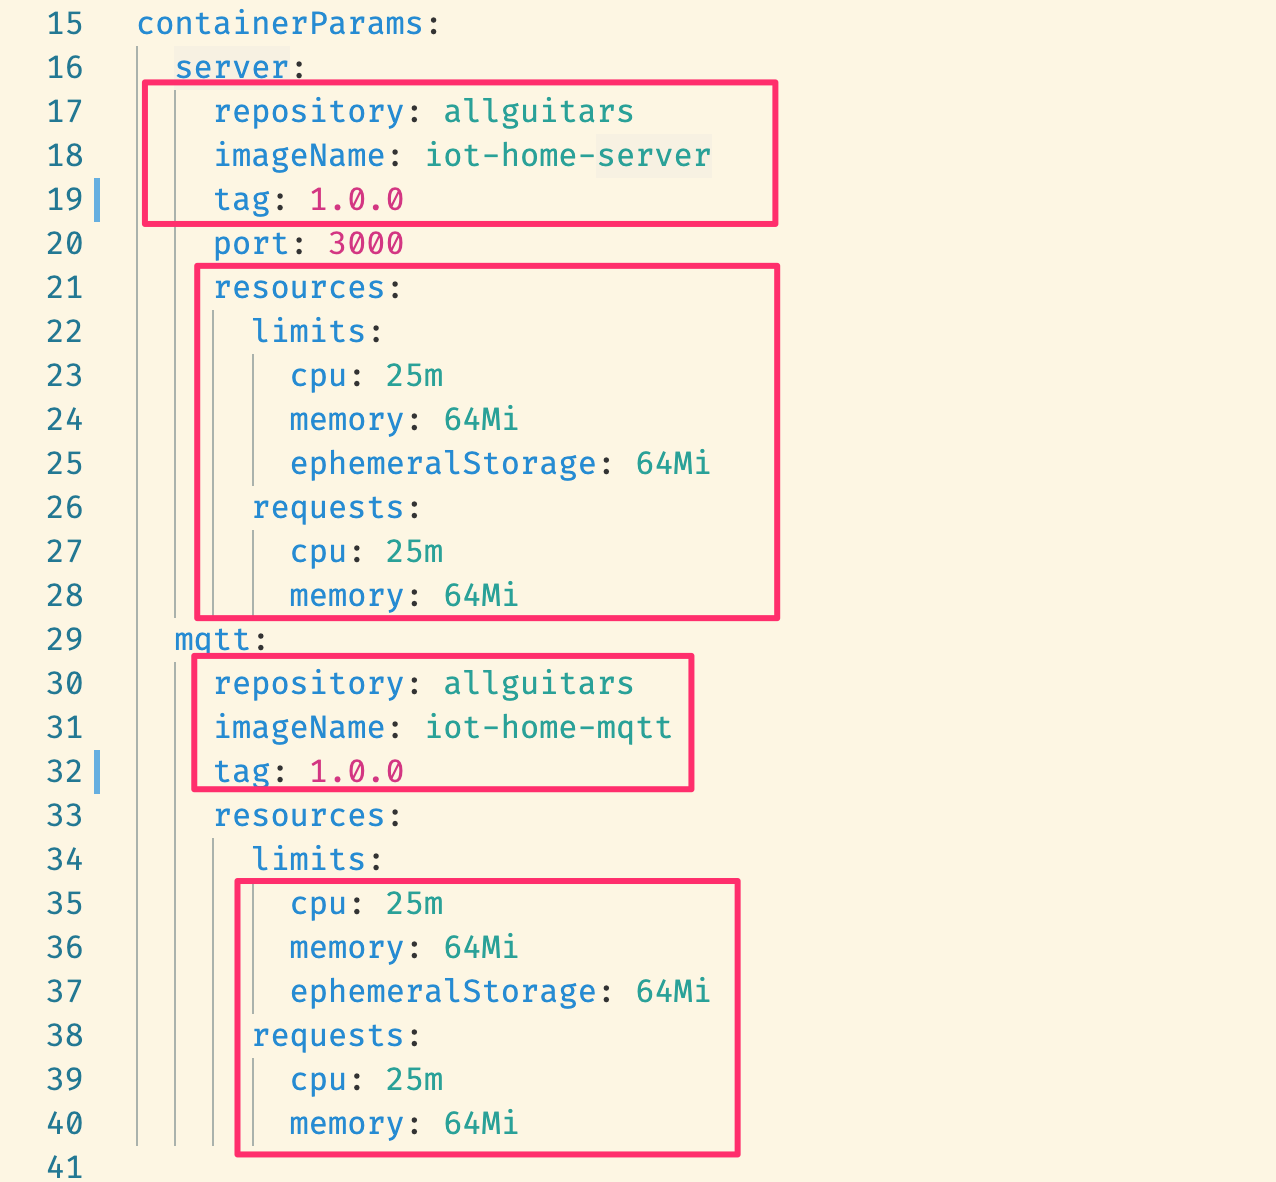 15 containerParams:
16 server:
17 repository: allguitars
18 imageName: iot-home-server
19 tag: 1.0.0
20 port: 3000
21 resources:
22 limits:
23 cpu: 25m
24 memory: 64Mi
25 ephemeralStorage: 64Mi
26 requests:
27 cpu: 25m
28 memory: 64Mi
29 mqtt:
30 repository: allguitars
31 imageName: iot-home-mqtt
32 tag: 1.0.0
33 resources:
34 limits:
35 cpu: 25m
36 memory: 64Mi
37 ephemeralStorage: 64Mi
38 requests:
39 cpu: 25m
40 memory: 64Mi
41